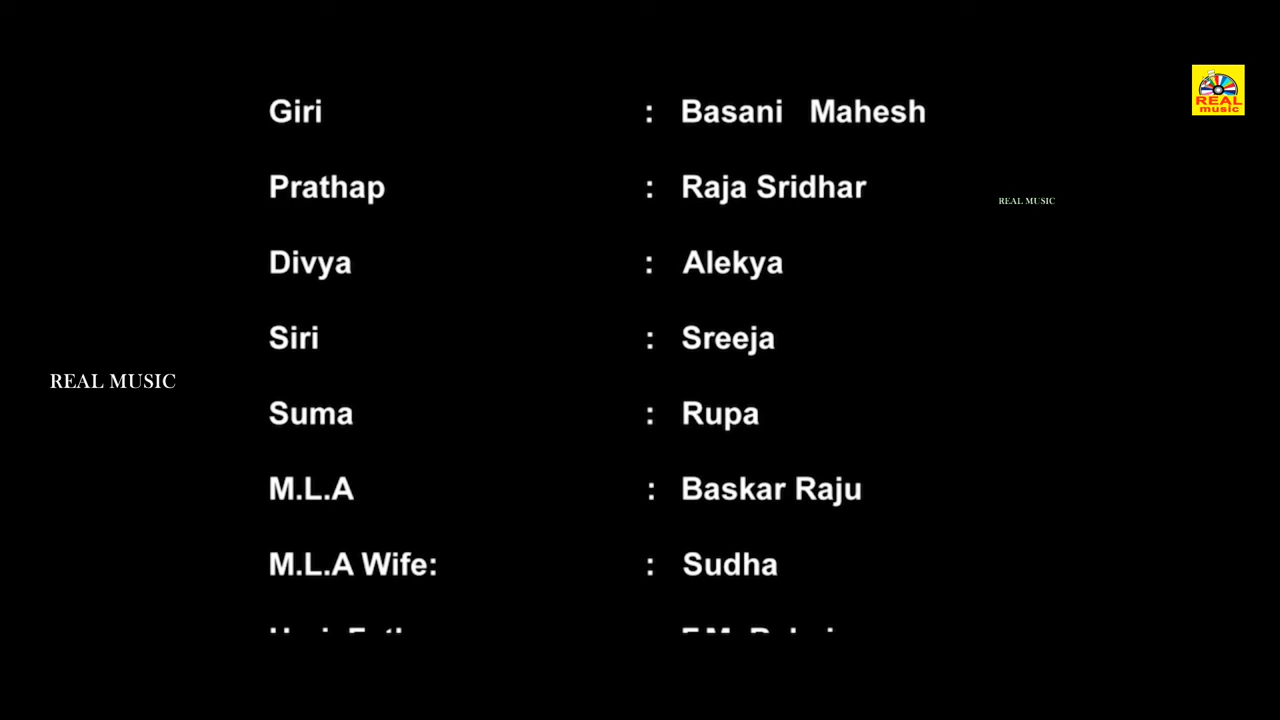 Giri : Basani Mahesh
REAL music
Prathap : Raja Sridhar
REAL MUSIC
Divya : Alekya
Siri : Sreeja
REAL MUSIC
Suma : Rupa
M.L.A : Baskar Raju
M.L.A Wife: : Sudha